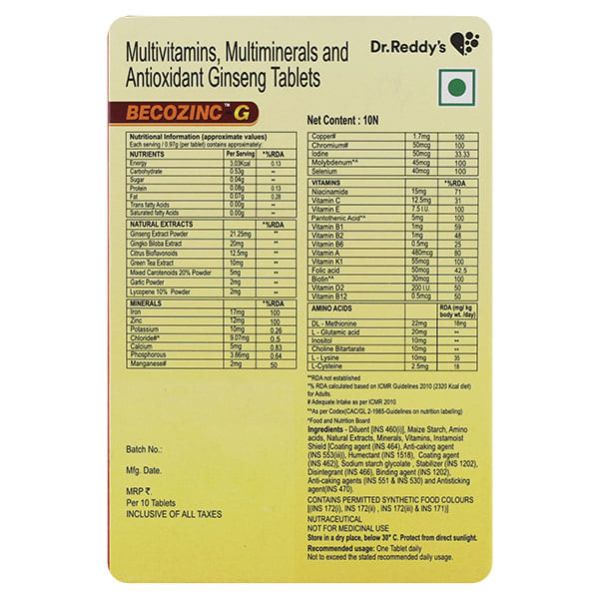 Multivitamins, Multiminerals and
Antioxidant Ginseng Tablets
Dr.Reddy's
BECOZINC™ G
Net Content : 10N
Nutritional Information (approximate values)
Each serving / 0.97g (per tablet) contains approximately:
NUTRIENTS Per Serving *%RDA
Energy 3.03Kcal 0.13
Carbohydrate 0.53g **
Sugar 0.04g **
Protein 0.08g 0.13
Fat 0.07g 0.28
Trans fatty Acids 0.00g **
Saturated fatty Acids 0.00g **
NATURAL EXTRACTS *%RDA
Ginseng Extract Powder 21.25mg **
Gingko Biloba Extract 20mg **
Citrus Bioflavonoids 12.5mg **
Green Tea Extract 10mg **
Mixed Carotenoids 20% Powder 5mg **
Garlic Powder 2mg **
Lycopene 10% Powder 2mg **
MINERALS *%RDA
Iron 17mg 100
Zinc 12mg 100
Potassium 10mg 0.26
Chloride#^ 9.07mg 0.5
Calcium 5mg 0.83
Phosphorous 3.86mg 0.64
Manganese# 2mg 50
Copper# 1.7mg 100
Chromium# 50mcg 100
Iodine 50mcg 33.33
Molybdenum^^ 45mcg 100
Selenium 40mcg 100
VITAMINS *%RDA
Niacinamide 15mg 71
Vitamin C 12.5mg 31
Vitamin E 7.5 I.U. 100
Pantothenic Acid^^ 5mg 100
Vitamin B1 1mg 59
Vitamin B2 1mg 48
Vitamin B6 0.5mg 25
Vitamin A 480mcg 80
Vitamin K1 55mcg 100
Folic acid 50mcg 42.5
Biotin^^ 30mcg 100
Vitamin D2 200 I.U. 50
Vitamin B12 0.5mcg 50
AMINO ACIDS RDA (mg/ kg
body wt. /day)
DL - Methionine 22mg 18mg
L - Glutamic acid 20mg **
Inositol 10mg **
Choline Bitartarate 10mg **
L - Lysine 10mg 35
L-Cysteine 2.5mg 18
**RDA not established
*% RDA calculated based on ICMR Guidelines 2010 (2320 Kcal diet)
for Adults.
# Adequate Intake as per ICMR 2010
^^As per Codex(CAC/GL 2-1985-Guidelines on nutrition labelling)
^Food and Nutrition Board
Ingredients - Diluent [INS 460(i)], Maize Starch, Amino
acids, Natural Extracts, Minerals, Vitamins, Instamoist
Shield [Coating agent (INS 464), Anti-caking agent
(INS 553(iii)), Humectant (INS 1518), Coating agent
(INS 462)], Sodium starch glycolate , Stabilizer (INS 1202),
Disintegrant (INS 466), Binding agent (INS 1202),
Anti-caking agents (INS 551 & INS 530) and Antisticking
agent(INS 470).
CONTAINS PERMITTED SYNTHETIC FOOD COLOURS
[(INS 172(i), INS 172(ii) , INS 172(iii) & INS 171)]
NUTRACEUTICAL
NOT FOR MEDICINAL USE
Store in a dry place, below 30° C. Protect from direct sunlight.
Recommended usage: One Tablet daily
Not to exceed the stated recommended daily usage.
Batch No.:
Mfg. Date.
MRP ₹.
Per 10 Tablets
INCLUSIVE OF ALL TAXES